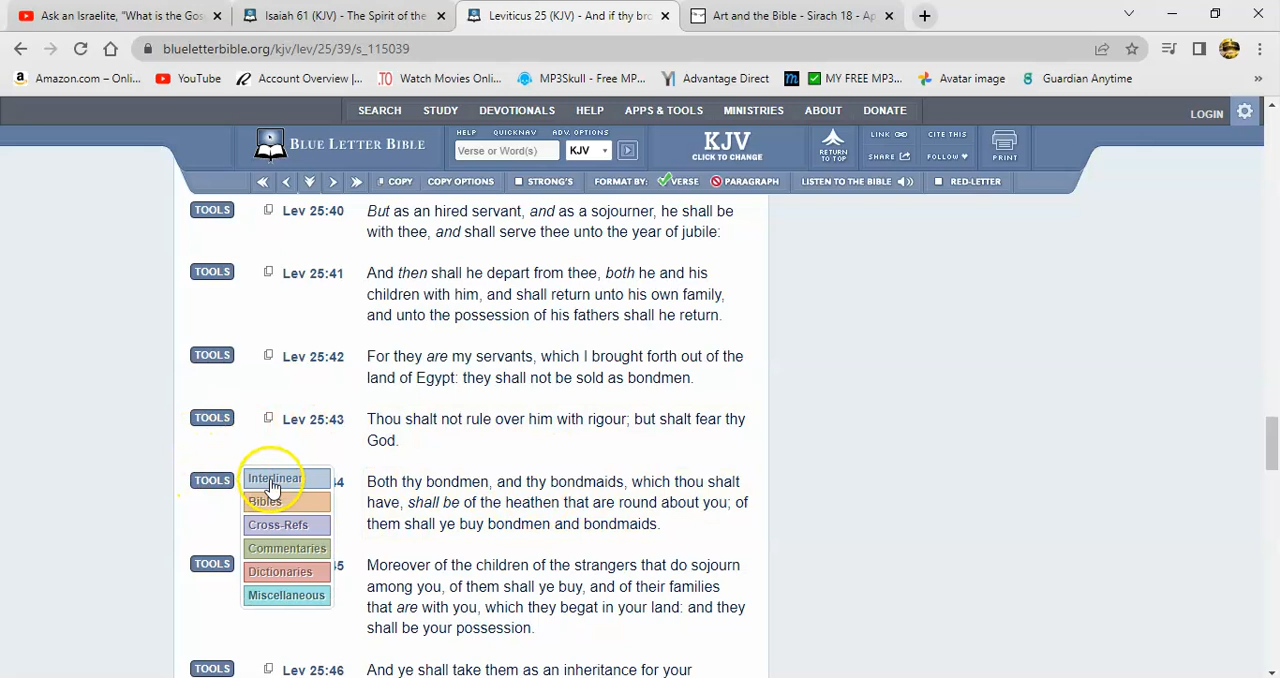 Ask an Israelite, "What is the Gos
Isaiah 61 (KJV) - The Spirit of the
Leviticus 25 (KJV) - And if thy bro
Art and the Bible - Sirach 18 - Ap
blueletterbible.org/kjv/lev/25/39/s_115039
Amazon.com – Onli...
YouTube
Account Overview |...
Watch Movies Onli...
MP3Skull - Free MP...
Advantage Direct
MY FREE MP3...
Avatar image
Guardian Anytime
SEARCH STUDY DEVOTIONALS HELP APPS & TOOLS MINISTRIES ABOUT DONATE
LOGIN
BLUE LETTER BIBLE
HELP QUICKNAV ADV. OPTIONS
Verse or Word(s)
KJV
KJV
CLICK TO CHANGE
RETURN
TO TOP
LINK
SHARE
CITE THIS
FOLLOW
PRINT
COPY COPY OPTIONS STRONG'S FORMAT BY: VERSE PARAGRAPH LISTEN TO THE BIBLE RED-LETTER
TOOLS Lev 25:40 But as an hired servant, and as a sojourner, he shall be
with thee, and shall serve thee unto the year of jubile:
TOOLS Lev 25:41 And then shall he depart from thee, both he and his
children with him, and shall return unto his own family,
and unto the possession of his fathers shall he return.
TOOLS Lev 25:42 For they are my servants, which I brought forth out of the
land of Egypt: they shall not be sold as bondmen.
TOOLS Lev 25:43 Thou shalt not rule over him with rigour; but shalt fear thy
God.
TOOLS Interlinear 4 Both thy bondmen, and thy bondmaids, which thou shalt
Bibles have, shall be of the heathen that are round about you; of
Cross-Refs them shall ye buy bondmen and bondmaids.
Commentaries
TOOLS Dictionaries 5 Moreover of the children of the strangers that do sojourn
Miscellaneous among you, of them shall ye buy, and of their families
that are with you, which they begat in your land: and they
shall be your possession.
TOOLS Lev 25:46 And ye shall take them as an inheritance for your